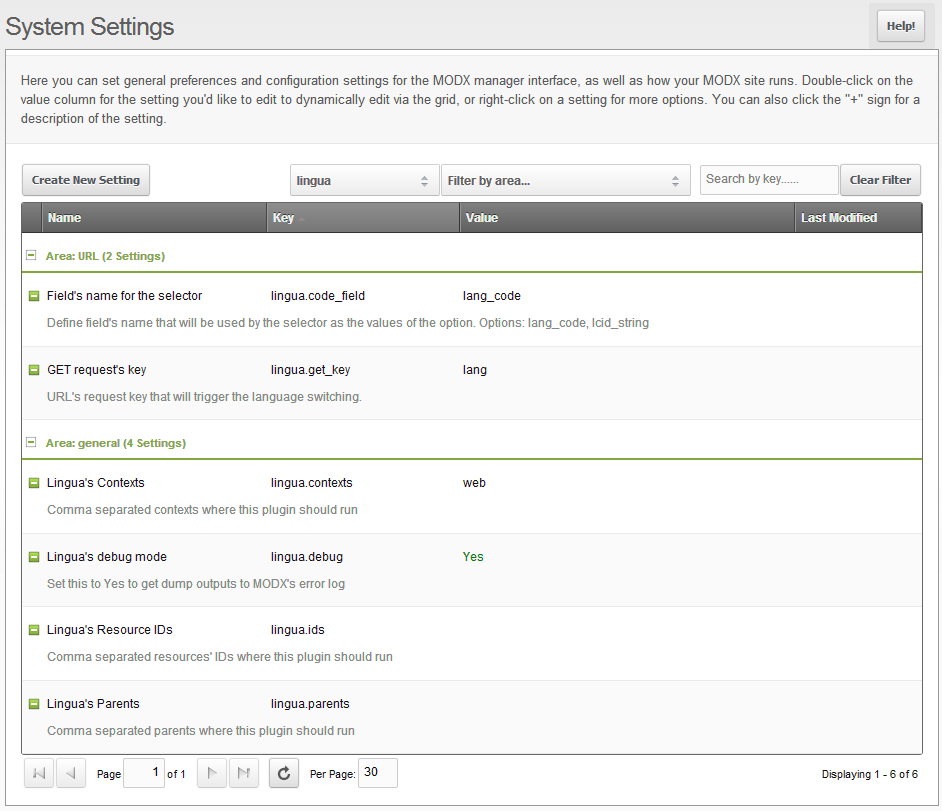 System Settings
Help!
Here you can set general preferences and configuration settings for the MODX manager interface, as well as how your MODX site runs. Double-click on the
value column for the setting you'd like to edit to dynamically edit via the grid, or right-click on a setting for more options. You can also click the "+" sign for a
description of the setting.
Create New Setting lingua Filter by area... Search by key...... Clear Filter
Name Key Value Last Modified
Area: URL (2 Settings)
Field's name for the selector lingua.code_field lang_code
Define field's name that will be used by the selector as the values of the option. Options: lang_code, lcid_string
GET request's key lingua.get_key lang
URL's request key that will trigger the language switching.
Area: general (4 Settings)
Lingua's Contexts lingua.contexts web
Comma separated contexts where this plugin should run
Lingua's debug mode lingua.debug Yes
Set this to Yes to get dump outputs to MODX's error log
Lingua's Resource IDs lingua.ids
Comma separated resources' IDs where this plugin should run
Lingua's Parents lingua.parents
Comma separated parents where this plugin should run
Page 1 of 1 Per Page: 30 Displaying 1 - 6 of 6